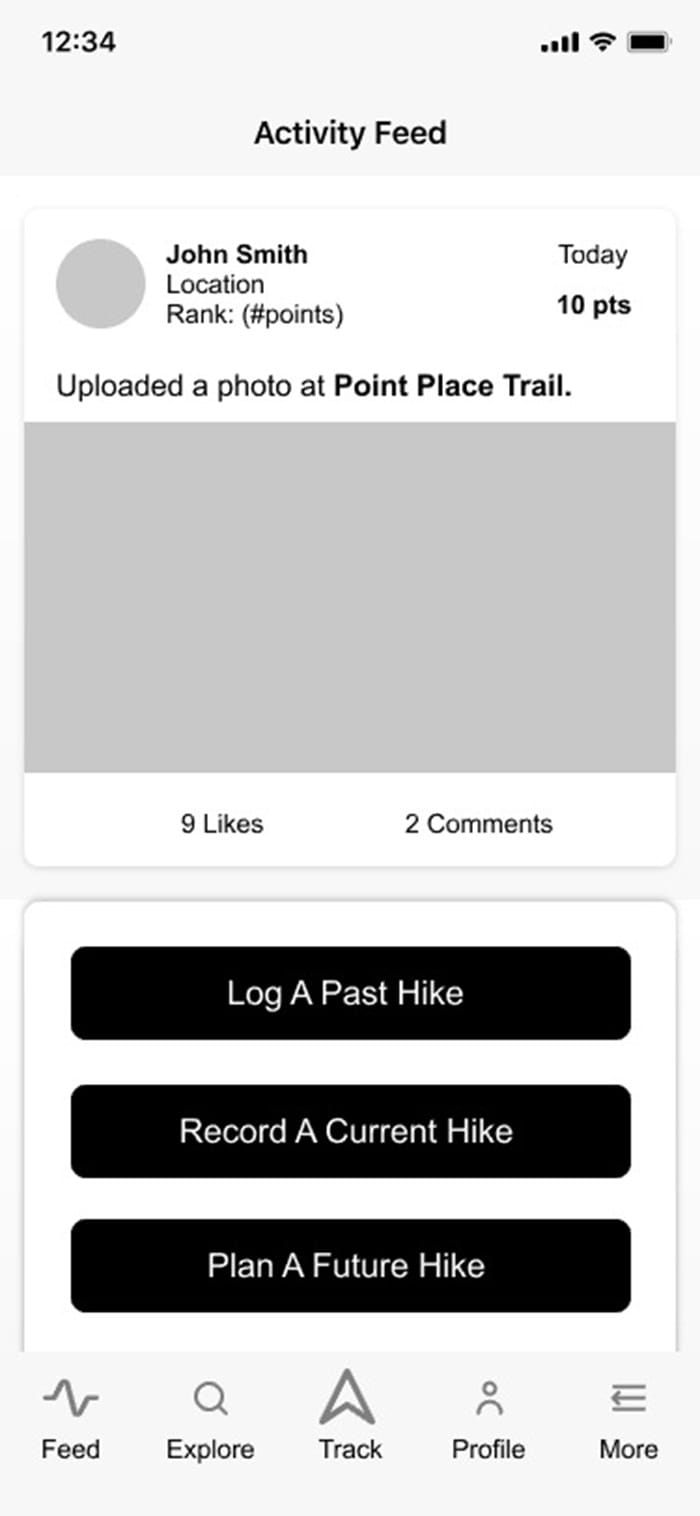 12:34
Activity Feed
John Smith
Today
Location
10 pts
Rank: (#points)
Uploaded a photo at Point Place Trail.
9 Likes
2 Comments
Log A Past Hike
Record A Current Hike
Plan A Future Hike
Feed
Explore
Track
Profile
More